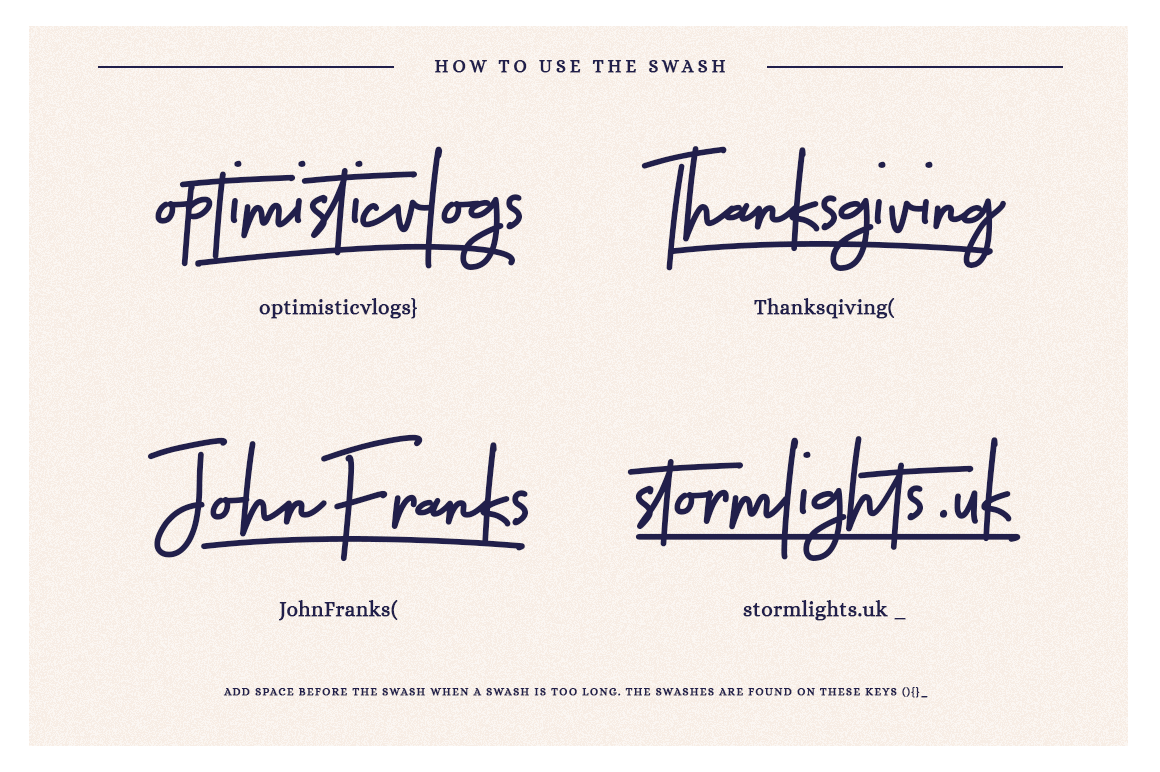 HOW TO USE THE SWASH
optimisticvlogs
Thanksgiving
optimisticvlogs}
Thanksqiving(
JohnFranks
stormlights.uk
JohnFranks(
stormlights.uk _
ADD SPACE BEFORE THE SWASH WHEN A SWASH IS TOO LONG. THE SWASHES ARE FOUND ON THESE KEYS (){}_